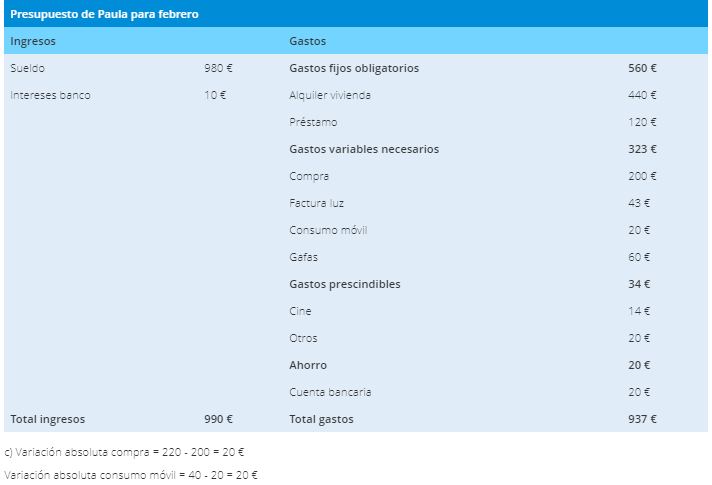 Presupuesto de Paula para febrero
Ingresos Gastos
Sueldo 980 € Gastos fijos obligatorios 560 €
Intereses banco 10 € Alquiler vivienda 440 €
Préstamo 120 €
Gastos variables necesarios 323 €
Compra 200 €
Factura luz 43 €
Consumo móvil 20 €
Gafas 60 €
Gastos prescindibles 34 €
Cine 14 €
Otros 20 €
Ahorro 20 €
Cuenta bancaria 20 €
Total ingresos 990 € Total gastos 937 €
c) Variación absoluta compra = 220 - 200 = 20 €
Variación absoluta consumo móvil = 40 - 20 = 20 €